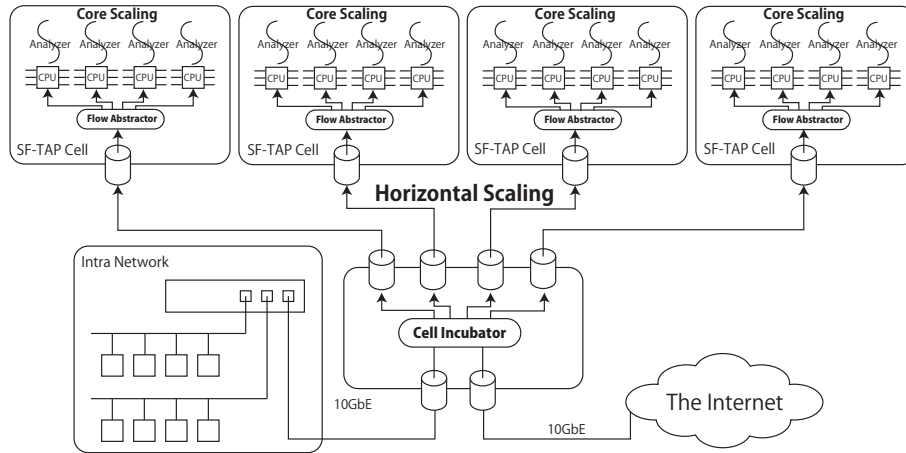 Core Scaling Core Scaling Core Scaling Core Scaling
Analyzer Analyzer Analyzer Analyzer Analyzer Analyzer Analyzer Analyzer Analyzer Analyzer Analyzer Analyzer Analyzer Analyzer Analyzer Analyzer
CPU CPU CPU CPU CPU CPU CPU CPU CPU CPU CPU CPU CPU CPU CPU CPU
Flow Abstractor Flow Abstractor Flow Abstractor Flow Abstractor
SF-TAP Cell SF-TAP Cell SF-TAP Cell SF-TAP Cell
Horizontal Scaling
Intra Network
Cell Incubator
10GbE
The Internet
10GbE